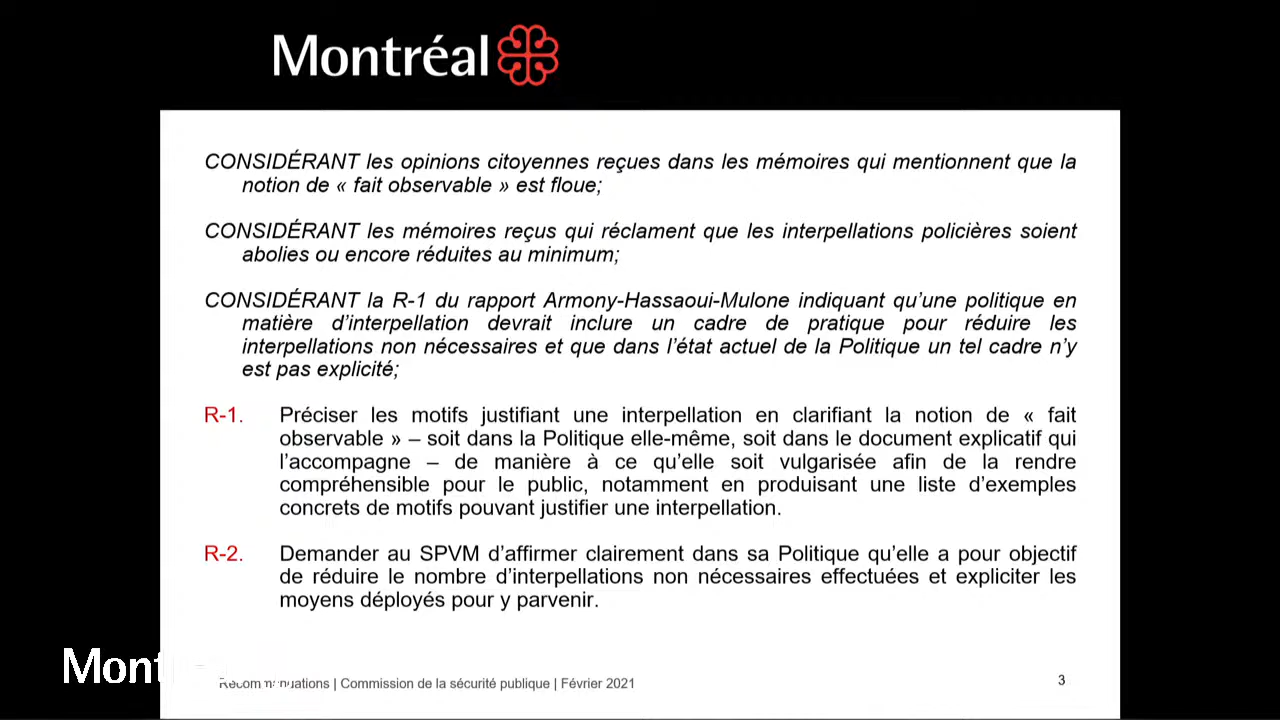 Montréal
CONSIDÉRANT les opinions citoyennes reçues dans les mémoires qui mentionnent que la
notion de « fait observable » est floue;
CONSIDÉRANT les mémoires reçus qui réclament que les interpellations policières soient
abolies ou encore réduites au minimum;
CONSIDÉRANT la R-1 du rapport Armony-Hassaoui-Mulone indiquant qu'une politique en
matière d'interpellation devrait inclure un cadre de pratique pour réduire les
interpellations non nécessaires et que dans l'état actuel de la Politique un tel cadre n'y
est pas explicité;
R-1. Préciser les motifs justifiant une interpellation en clarifiant la notion de « fait
observable » – soit dans la Politique elle-même, soit dans le document explicatif qui
l'accompagne – de manière à ce qu'elle soit vulgarisée afin de la rendre
compréhensible pour le public, notamment en produisant une liste d'exemples
concrets de motifs pouvant justifier une interpellation.
R-2. Demander au SPVM d'affirmer clairement dans sa Politique qu'elle a pour objectif
de réduire le nombre d'interpellations non nécessaires effectuées et expliciter les
moyens déployés pour y parvenir.
Montréal
Recommandations | Commission de la sécurité publique | Février 2021
3